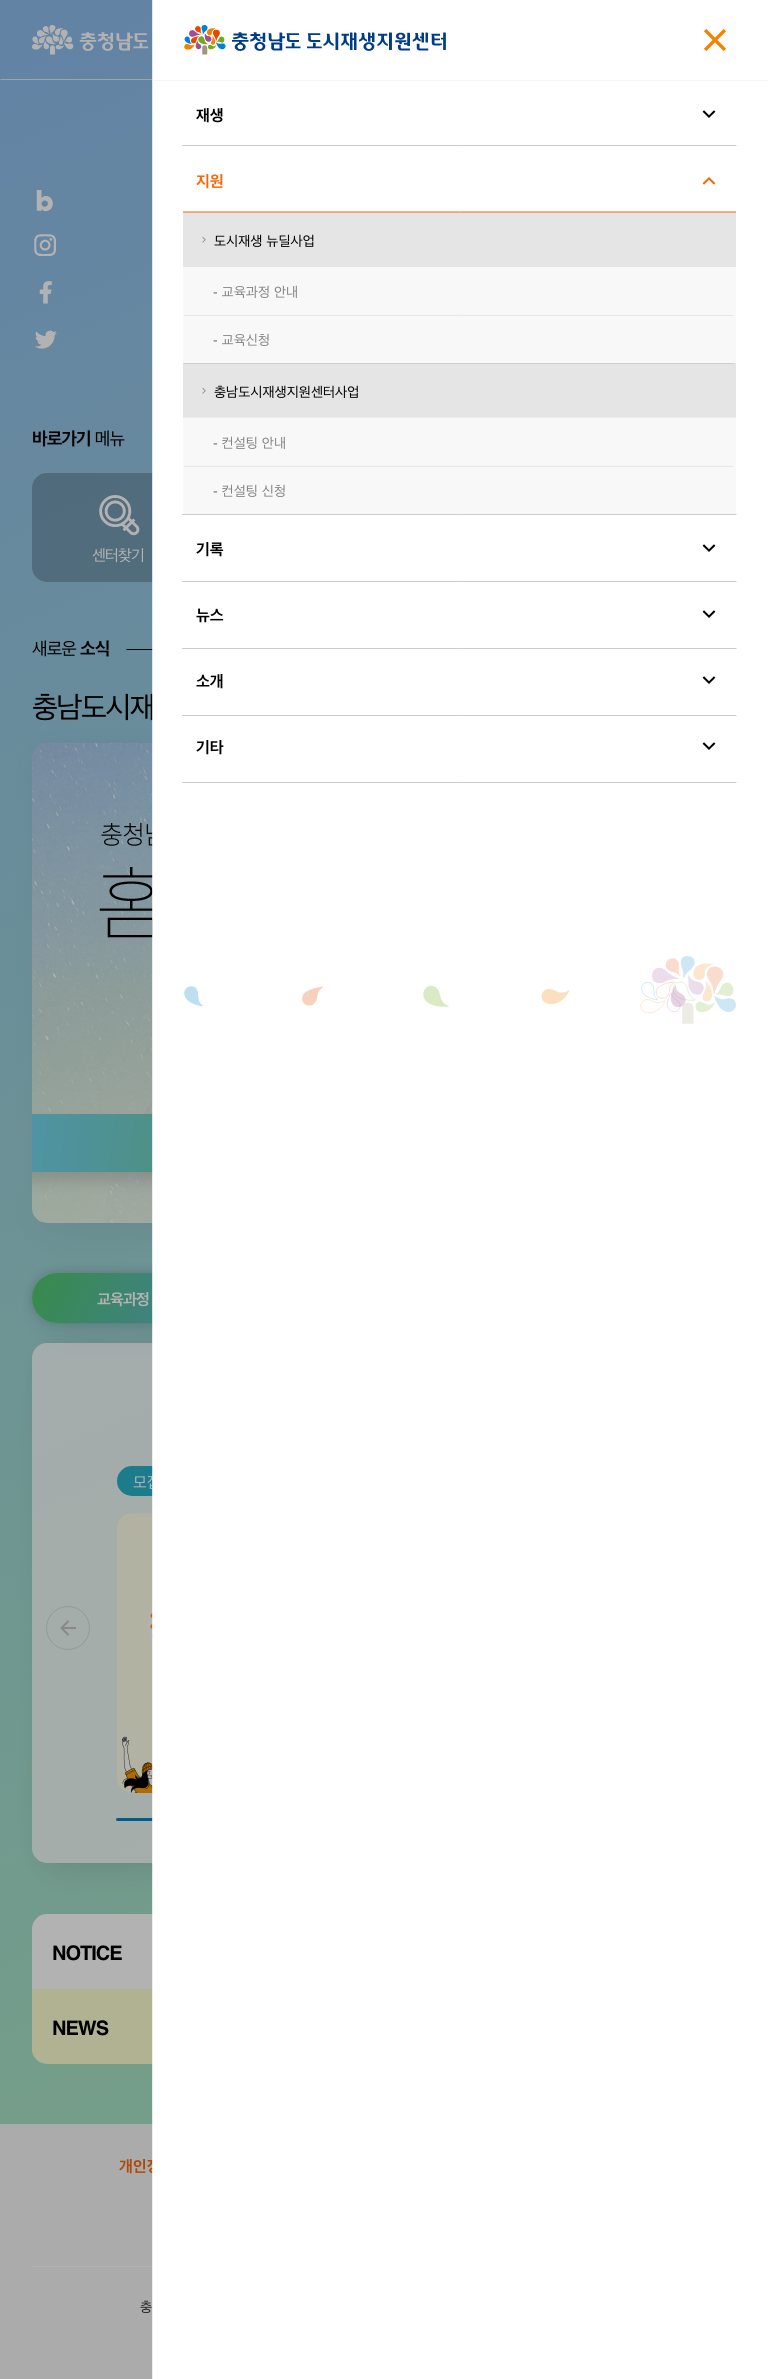 충청남도
충청남도 도시재생지원센터
재생
지원
도시재생 뉴딜사업
- 교육과정 안내
- 교육신청
충남도시재생지원센터사업
- 컨설팅 안내
- 컨설팅 신청
기록
뉴스
소개
기타
바로가기 메뉴
센터찾기
새로운 소식
충남도시재
충청남
홈
교육과정
모집
NOTICE
NEWS
개인정
충